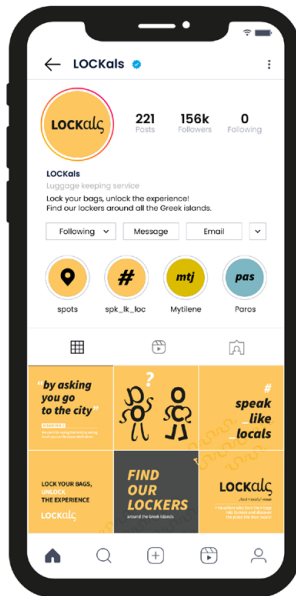 LOCKals
LOCKals
221
156k
0
Posts
Followers
Following
LOCKals
Luggage keeping service
Lock your bags, unlock the experience!
Find our lockers around all the Greek islands.
Following
Message
Email
#
mtj
pas
spots
spk_lk_loc
Mytilene
Paros
"by asking
you go
to the city"
?
#
speak
_like
_locals
LOCK YOUR BAGS,
UNLOCK
THE EXPERIENCE
LOCKals
FIND
OUR
LOCKERS
around the Greek islands
LOCKals